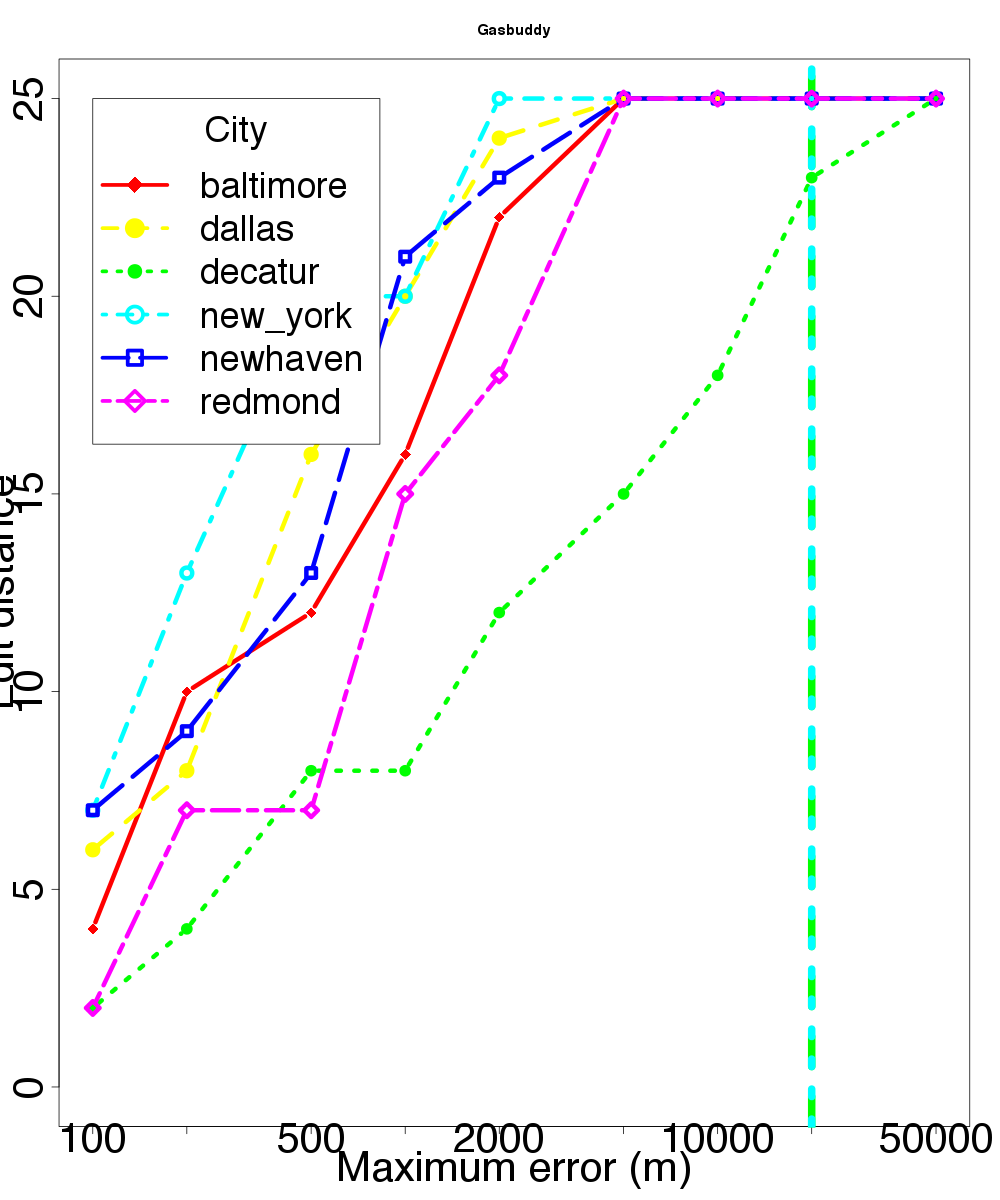 Gasbuddy
25
20
15
10
5
0
distance
City
baltimore
dallas
decatur
new_york
newhaven
redmond
100 500 2000 10000 50000
Maximum error (m)